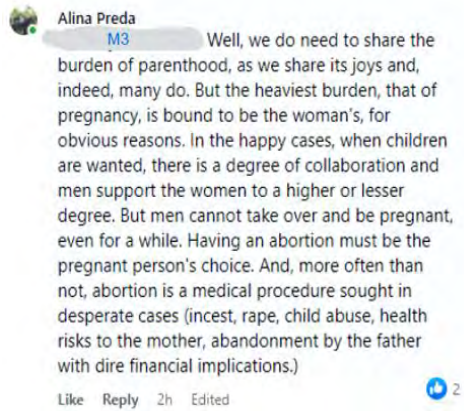 Alina Preda
M3 Well, we do need to share the
burden of parenthood, as we share its joys and,
indeed, many do. But the heaviest burden, that of
pregnancy, is bound to be the woman's, for
obvious reasons. In the happy cases, when children
are wanted, there is a degree of collaboration and
men support the women to a higher or lesser
degree. But men cannot take over and be pregnant,
even for a while. Having an abortion must be the
pregnant person's choice. And, more often than
not, abortion is a medical procedure sought in
desperate cases (incest, rape, child abuse, health
risks to the mother, abandonment by the father
with dire financial implications.)
Like Reply 2h Edited 2